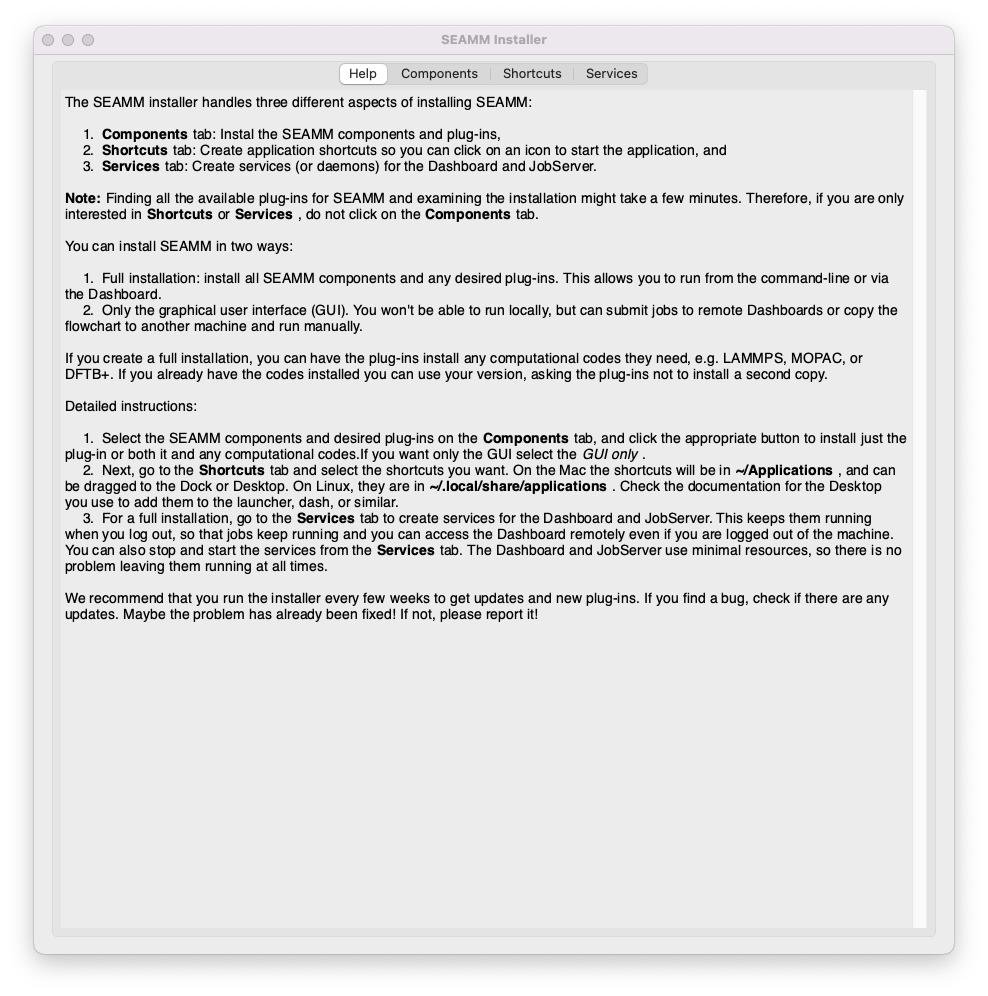 SEAMM Installer
Help Components Shortcuts Services
The SEAMM installer handles three different aspects of installing SEAMM:
1. Components tab: Instal the SEAMM components and plug-ins,
2. Shortcuts tab: Create application shortcuts so you can click on an icon to start the application, and
3. Services tab: Create services (or daemons) for the Dashboard and JobServer.
Note: Finding all the available plug-ins for SEAMM and examining the installation might take a few minutes. Therefore, if you are only
interested in Shortcuts or Services , do not click on the Components tab.
You can install SEAMM in two ways:
1. Full installation: install all SEAMM components and any desired plug-ins. This allows you to run from the command-line or via
the Dashboard.
2. Only the graphical user interface (GUI). You won't be able to run locally, but can submit jobs to remote Dashboards or copy the
flowchart to another machine and run manually.
If you create a full installation, you can have the plug-ins install any computational codes they need, e.g. LAMMPS, MOPAC, or
DFTB+. If you already have the codes installed you can use your version, asking the plug-ins not to install a second copy.
Detailed instructions:
1. Select the SEAMM components and desired plug-ins on the Components tab, and click the appropriate button to install just the
plug-in or both it and any computational codes.If you want only the GUI select the GUI only .
2. Next, go to the Shortcuts tab and select the shortcuts you want. On the Mac the shortcuts will be in ~/Applications , and can
be dragged to the Dock or Desktop. On Linux, they are in ~/.local/share/applications . Check the documentation for the Desktop
you use to add them to the launcher, dash, or similar.
3. For a full installation, go to the Services tab to create services for the Dashboard and JobServer. This keeps them running
when you log out, so that jobs keep running and you can access the Dashboard remotely even if you are logged out of the machine.
You can also stop and start the services from the Services tab. The Dashboard and JobServer use minimal resources, so there is no
problem leaving them running at all times.
We recommend that you run the installer every few weeks to get updates and new plug-ins. If you find a bug, check if there are any
updates. Maybe the problem has already been fixed! If not, please report it!